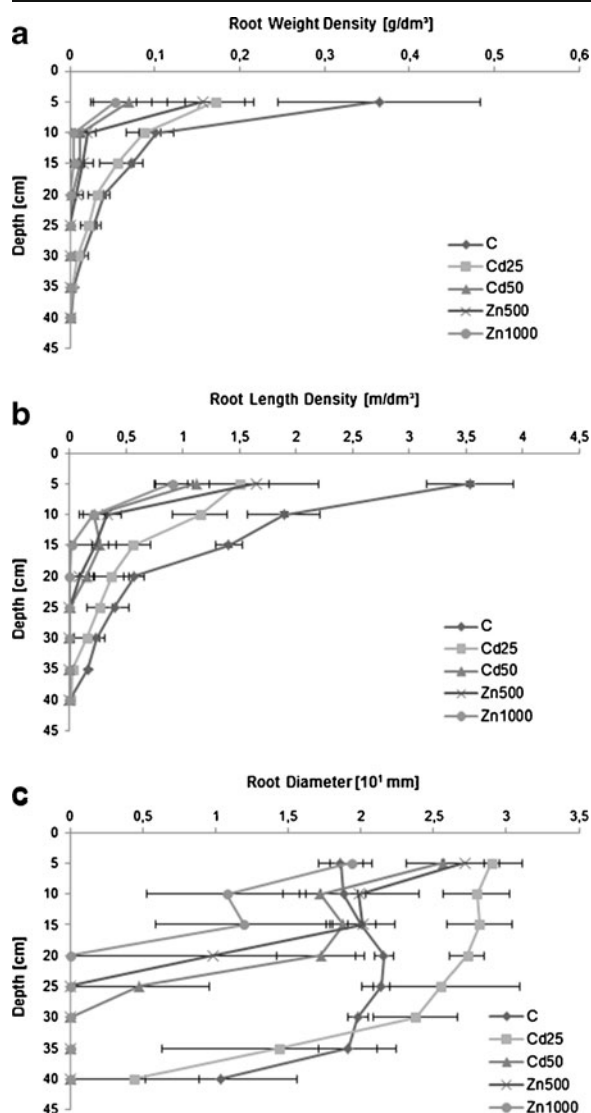 a
Root Weight Density [g/dm³]
0 0,1 0,2 0,3 0,4 0,5 0,6
Depth [cm]
0
5
10
15
20
25
30
35
40
45
C
Cd25
Cd50
Zn500
Zn1000
b
Root Length Density [m/dm³]
0 0,5 1 1,5 2 2,5 3 3,5 4 4,5
Depth [cm]
0
5
10
15
20
25
30
35
40
45
C
Cd25
Cd50
Zn500
Zn1000
c
Root Diameter [10¹ mm]
0 0,5 1 1,5 2 2,5 3 3,5
Depth [cm]
0
5
10
15
20
25
30
35
40
45
C
Cd25
Cd50
Zn500
Zn1000